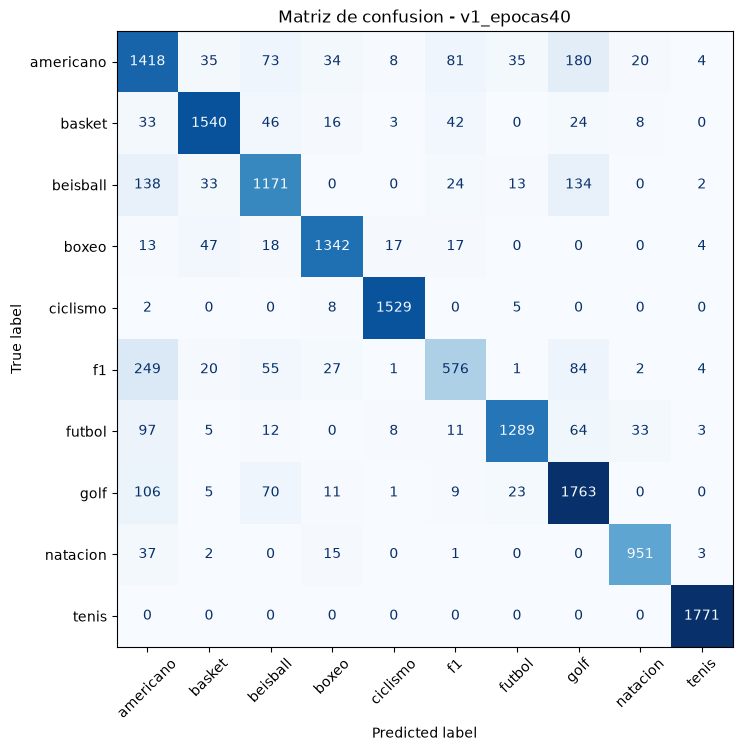 Matriz de confusion - v1_epocas40
americano 1418 35 73 34 8 81 35 180 20 4
basket 33 1540 46 16 3 42 0 24 8 0
beisball 138 33 1171 0 0 24 13 134 0 2
boxeo 13 47 18 1342 17 17 0 0 0 4
ciclismo 2 0 0 8 1529 0 5 0 0 0
f1 249 20 55 27 1 576 1 84 2 4
futbol 97 5 12 0 8 11 1289 64 33 3
golf 106 5 70 11 1 9 23 1763 0 0
natacion 37 2 0 15 0 1 0 0 951 3
tenis 0 0 0 0 0 0 0 0 0 1771
True label
americano basket beisball boxeo ciclismo f1 futbol golf natacion tenis
Predicted label